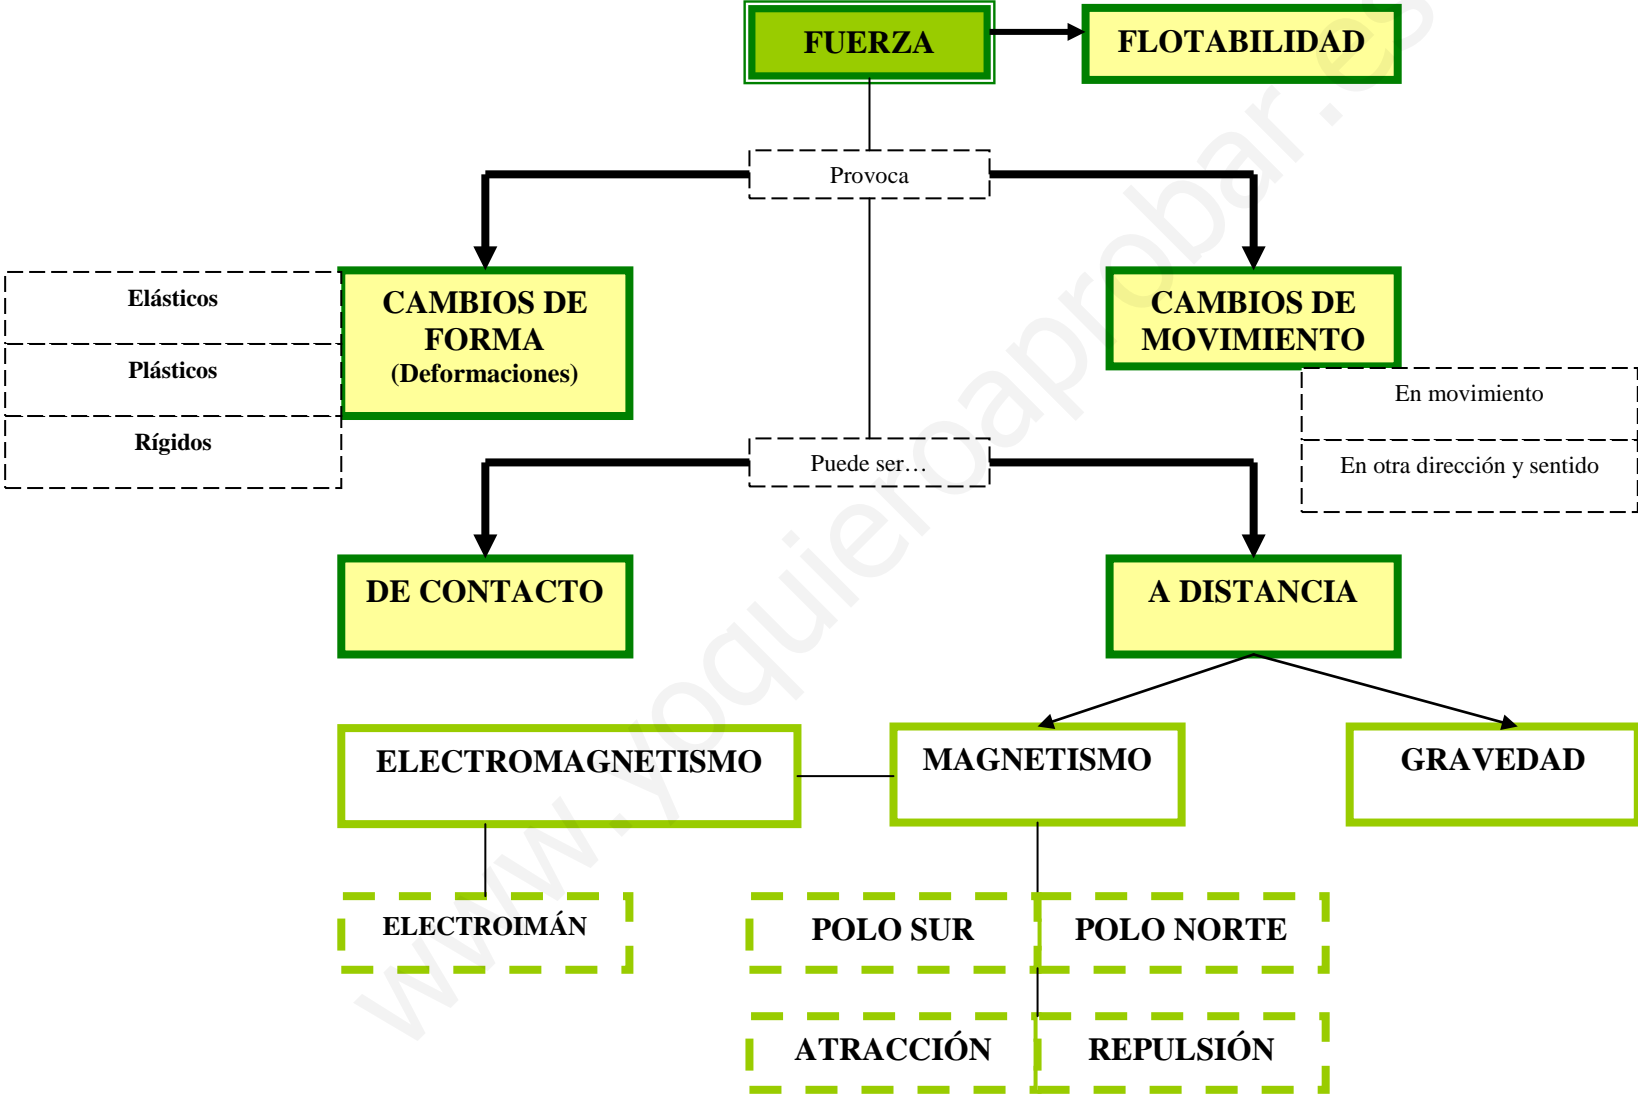 FUERZA
FLOTABILIDAD
Provoca
Elásticos
Plásticos
Rígidos
CAMBIOS DE
FORMA
(Deformaciones)
CAMBIOS DE
MOVIMIENTO
En movimiento
En otra dirección y sentido
Puede ser…
DE CONTACTO
A DISTANCIA
ELECTROMAGNETISMO
MAGNETISMO
GRAVEDAD
ELECTROIMÁN
POLO SUR
POLO NORTE
ATRACCIÓN
REPULSIÓN
www.yoquieroaprobar.es